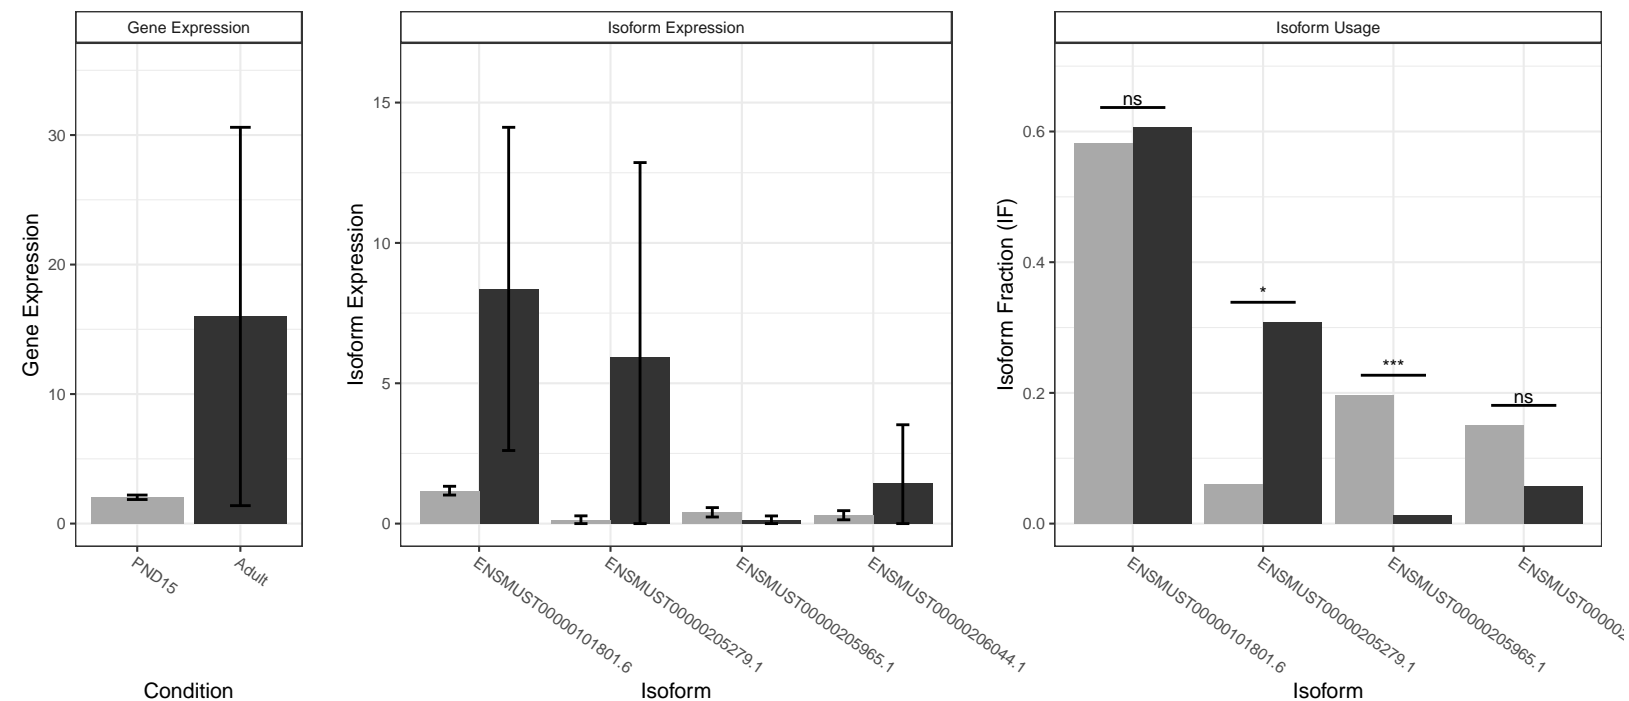 Gene Expression
Isoform Expression
Isoform Usage
Gene Expression
30
20
10
0
PND15
Adult
Condition
Isoform Expression
15
10
5
0
ENSMUST00000101801.6
ENSMUST00000205279.1
ENSMUST00000205965.1
ENSMUST00000206044.1
Isoform
Isoform Fraction (IF)
0.6
0.4
0.2
0.0
ns
*
***
ns
ENSMUST00000101801.6
ENSMUST00000205279.1
ENSMUST00000205965.1
Isoform